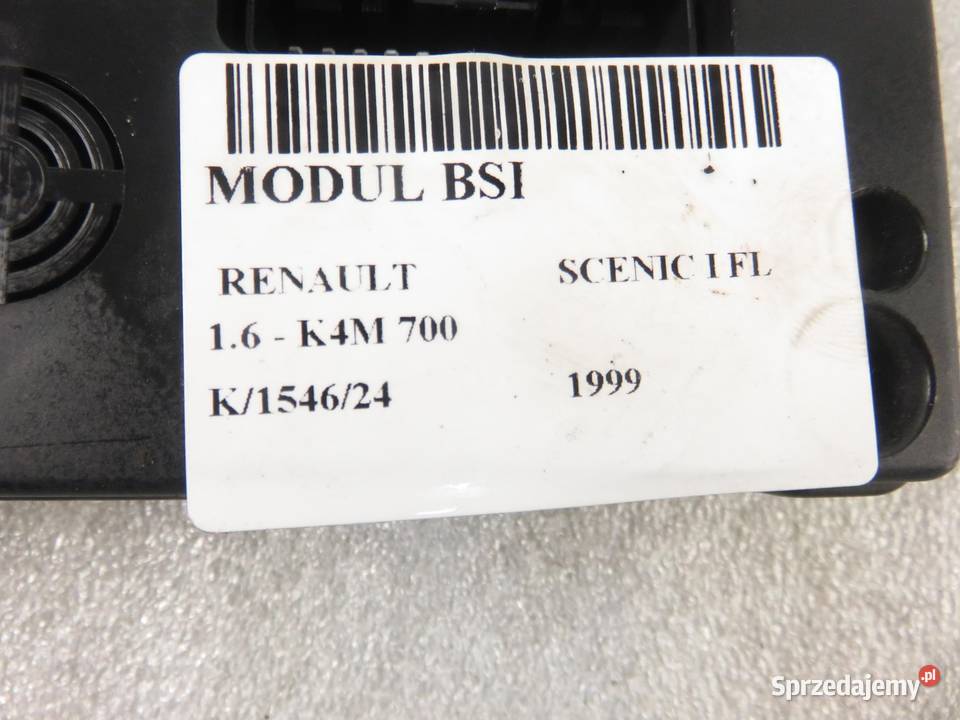 MODUL BSI
RENAULT SCENIC I FL
1.6 - K4M 700
K/1546/24 1999
Sprzedajemy.pl